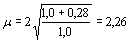 μ = 2√((1,0 + 0,28)/1,0) = 2,26